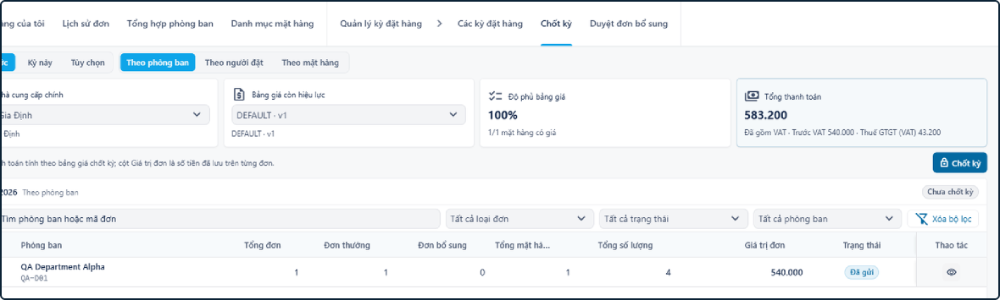 àng của tôi Lịch sử đơn Tổng hợp phòng ban Danh mục mặt hàng Quản lý kỳ đặt hàng Các kỳ đặt hàng Chốt kỳ Duyệt đơn bổ sung
Kỳ này Tùy chọn Theo phòng ban Theo người đặt Theo mặt hàng
hà cung cấp chính Bảng giá còn hiệu lực Độ phủ bảng giá Tổng thanh toán
Gia Định DEFAULT · v1 100% 583.200
Định DEFAULT · v1 1/1 mặt hàng có giá Đã gồm VAT · Trước VAT 540.000 · Thuế GTGT (VAT) 43.200
h toán tính theo bảng giá chốt kỳ; cột Giá trị đơn là số tiền đã lưu trên từng đơn. Chốt kỳ
2026 Theo phòng ban Chưa chốt kỳ
Tìm phòng ban hoặc mã đơn Tất cả loại đơn Tất cả trạng thái Tất cả phòng ban Xóa bộ lọc
Phòng ban Tổng đơn Đơn thường Đơn bổ sung Tổng mặt hà... Tổng số lượng Giá trị đơn Trạng thái Thao tác
QA Department Alpha 1 1 0 1 4 540.000 Đã gửi
QA-D01